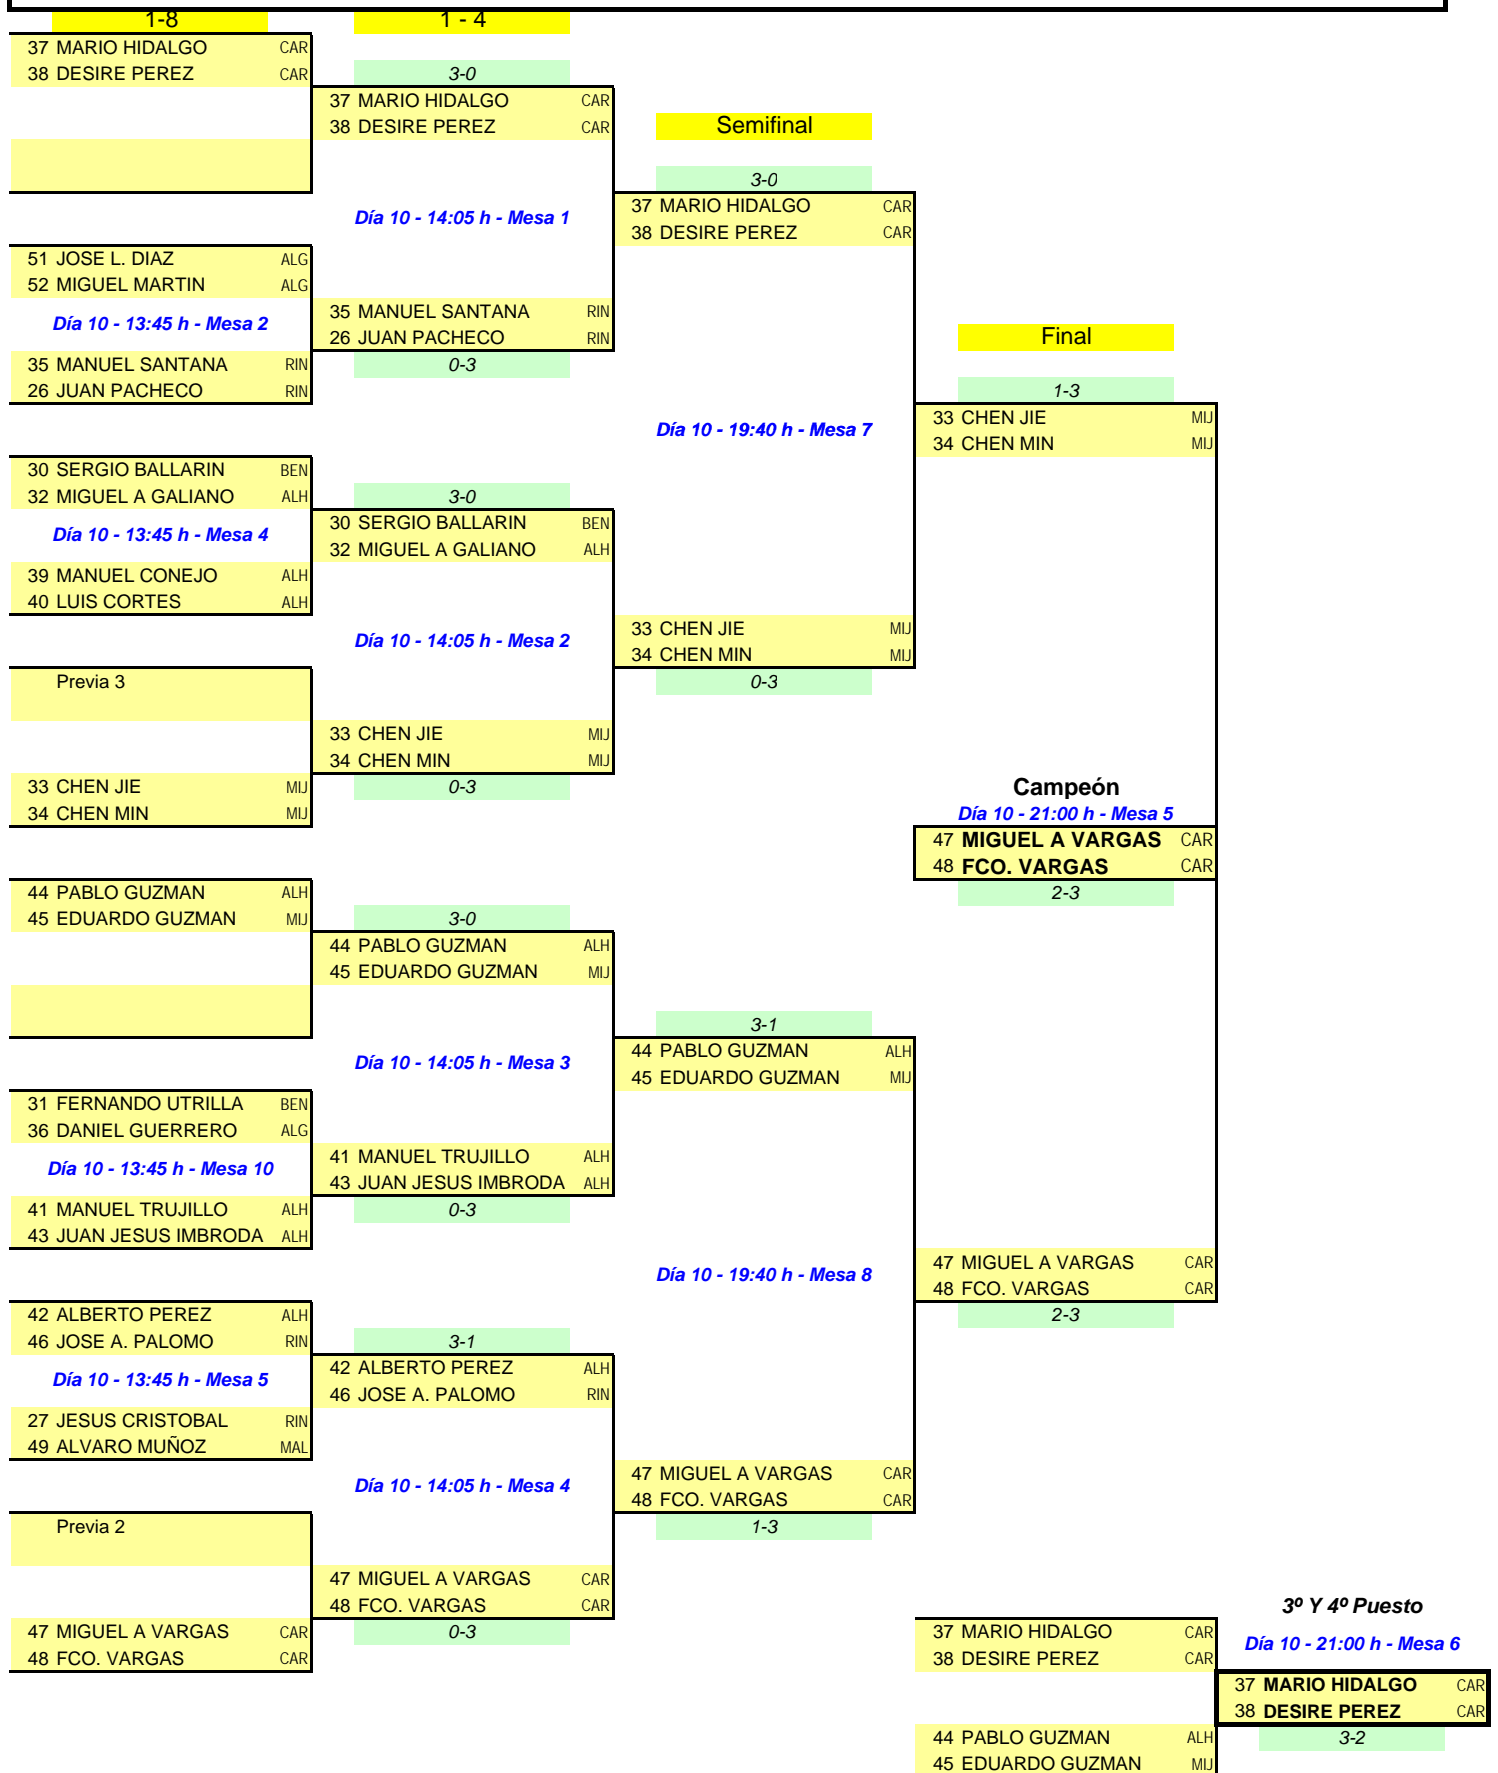 1-8
1 - 4
37 MARIO HIDALGO CAR
38 DESIRE PEREZ CAR
3-0
37 MARIO HIDALGO CAR
38 DESIRE PEREZ CAR
Semifinal
3-0
Día 10 - 14:05 h - Mesa 1
37 MARIO HIDALGO CAR
38 DESIRE PEREZ CAR
51 JOSE L. DIAZ ALG
52 MIGUEL MARTIN ALG
Día 10 - 13:45 h - Mesa 2
35 MANUEL SANTANA RIN
26 JUAN PACHECO RIN
Final
35 MANUEL SANTANA RIN
26 JUAN PACHECO RIN
0-3
1-3
Día 10 - 19:40 h - Mesa 7
33 CHEN JIE MIJ
34 CHEN MIN MIJ
30 SERGIO BALLARIN BEN
32 MIGUEL A GALIANO ALH
3-0
Día 10 - 13:45 h - Mesa 4
30 SERGIO BALLARIN BEN
32 MIGUEL A GALIANO ALH
39 MANUEL CONEJO ALH
40 LUIS CORTES ALH
Día 10 - 14:05 h - Mesa 2
33 CHEN JIE MIJ
34 CHEN MIN MIJ
0-3
Previa 3
33 CHEN JIE MIJ
34 CHEN MIN MIJ
0-3
33 CHEN JIE MIJ
34 CHEN MIN MIJ
Campeón
Día 10 - 21:00 h - Mesa 5
47 MIGUEL A VARGAS CAR
48 FCO. VARGAS CAR
2-3
44 PABLO GUZMAN ALH
45 EDUARDO GUZMAN MIJ
3-0
44 PABLO GUZMAN ALH
45 EDUARDO GUZMAN MIJ
3-1
Día 10 - 14:05 h - Mesa 3
44 PABLO GUZMAN ALH
45 EDUARDO GUZMAN MIJ
31 FERNANDO UTRILLA BEN
36 DANIEL GUERRERO ALG
Día 10 - 13:45 h - Mesa 10
41 MANUEL TRUJILLO ALH
43 JUAN JESUS IMBRODA ALH
41 MANUEL TRUJILLO ALH
43 JUAN JESUS IMBRODA ALH
0-3
Día 10 - 19:40 h - Mesa 8
47 MIGUEL A VARGAS CAR
48 FCO. VARGAS CAR
2-3
42 ALBERTO PEREZ ALH
46 JOSE A. PALOMO RIN
3-1
Día 10 - 13:45 h - Mesa 5
42 ALBERTO PEREZ ALH
46 JOSE A. PALOMO RIN
27 JESUS CRISTOBAL RIN
49 ALVARO MUÑOZ MAL
Día 10 - 14:05 h - Mesa 4
47 MIGUEL A VARGAS CAR
48 FCO. VARGAS CAR
1-3
Previa 2
47 MIGUEL A VARGAS CAR
48 FCO. VARGAS CAR
0-3
47 MIGUEL A VARGAS CAR
48 FCO. VARGAS CAR
3º Y 4º Puesto
37 MARIO HIDALGO CAR
38 DESIRE PEREZ CAR
Día 10 - 21:00 h - Mesa 6
37 MARIO HIDALGO CAR
38 DESIRE PEREZ CAR
3-2
44 PABLO GUZMAN ALH
45 EDUARDO GUZMAN MIJ